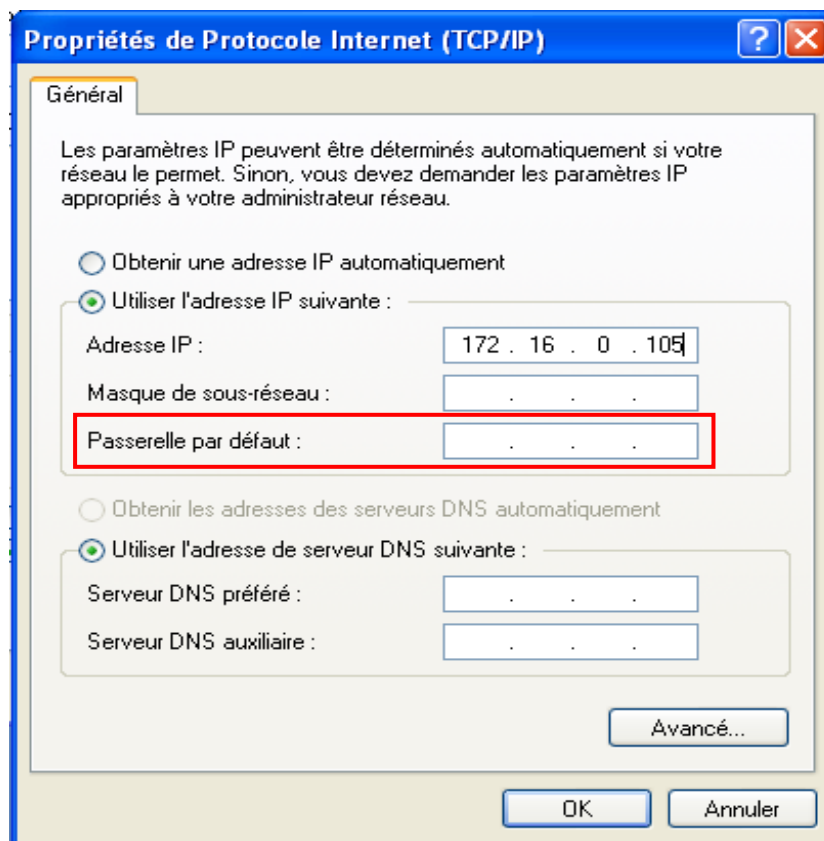 Propriétés de Protocole Internet (TCP/IP)
Général
Les paramètres IP peuvent être déterminés automatiquement si votre
réseau le permet. Sinon, vous devez demander les paramètres IP
appropriés à votre administrateur réseau.
Obtenir une adresse IP automatiquement
Utiliser l'adresse IP suivante :
Adresse IP : 172 . 16 . 0 . 105
Masque de sous-réseau : . . .
Passerelle par défaut : . . .
Obtenir les adresses des serveurs DNS automatiquement
Utiliser l'adresse de serveur DNS suivante :
Serveur DNS préféré : . . .
Serveur DNS auxiliaire : . . .
Avancé...
OK Annuler